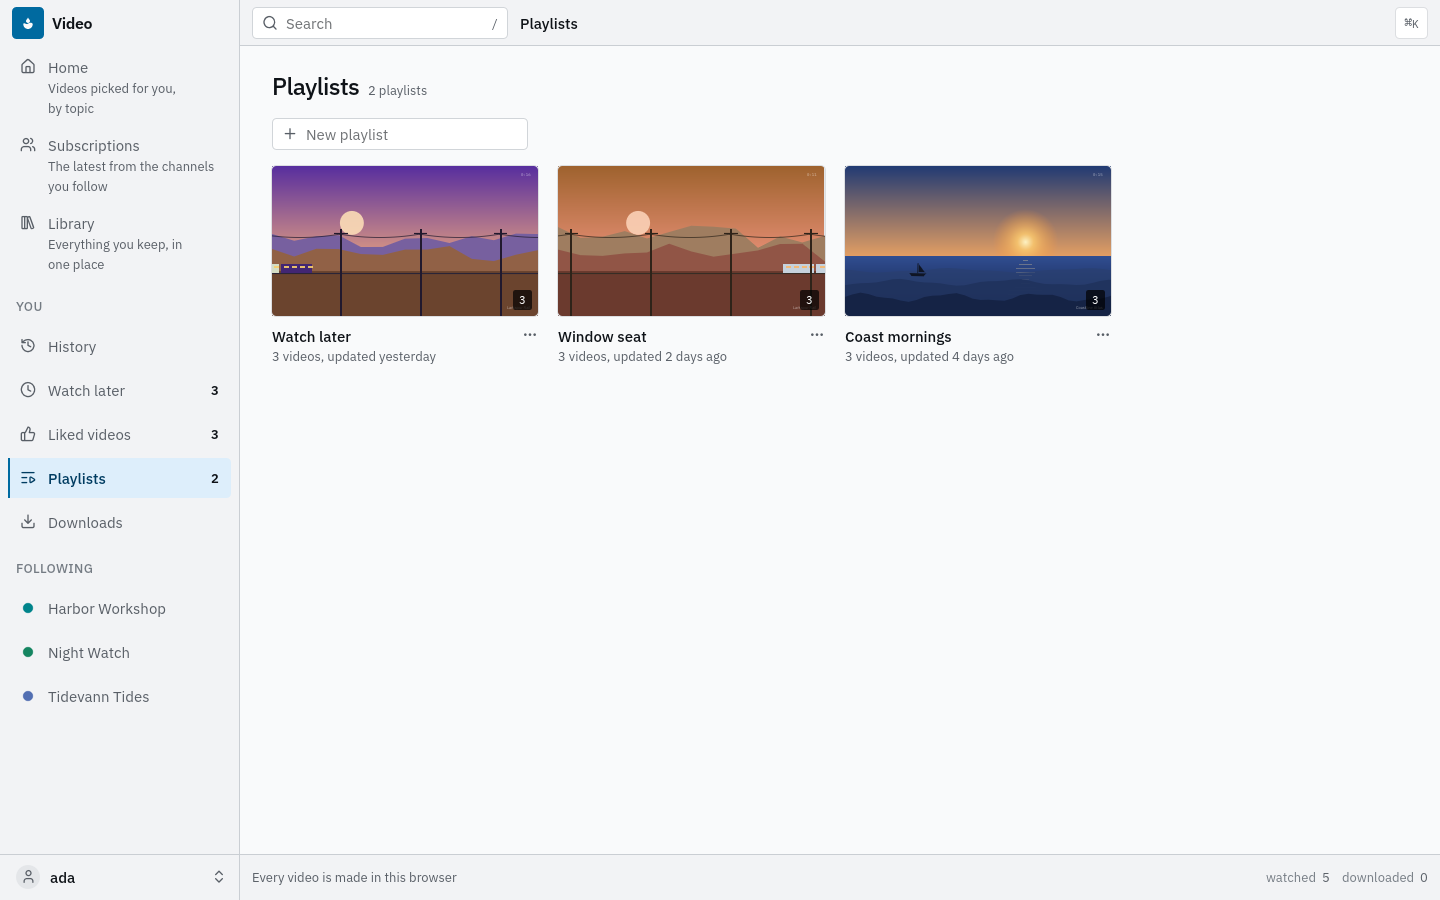 Video
Search /
Playlists
⌘K
Home
Videos picked for you,
by topic
Subscriptions
The latest from the channels
you follow
Library
Everything you keep, in
one place
YOU
History
Watch later 3
Liked videos 3
Playlists 2
Downloads
FOLLOWING
Harbor Workshop
Night Watch
Tidevann Tides
ada
Playlists 2 playlists
New playlist
3
Watch later
3 videos, updated yesterday
3
Window seat
3 videos, updated 2 days ago
3
Coast mornings
3 videos, updated 4 days ago
Every video is made in this browser
watched 5 downloaded 0